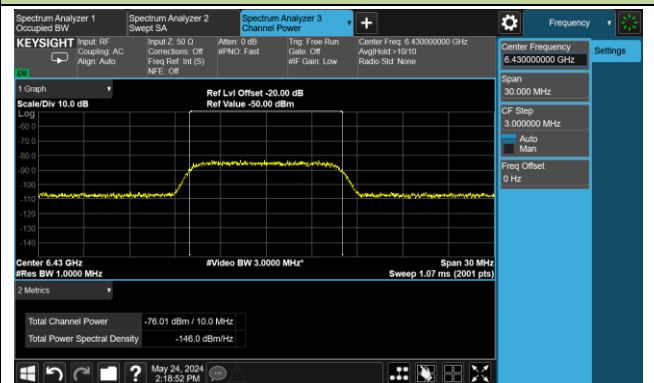 Spectrum Analyzer 1
Occupied BW
Spectrum Analyzer 2
Swept SA
Spectrum Analyzer 3
Channel Power
Frequency
KEYSIGHT
Input: RF
Coupling: AC
Align: Auto
Input Z: 50 Ω
Corrections: Off
Freq Ref: Int (S)
NFE: Off
Atten: 0 dB
#PNO: Fast
Trig: Free Run
Gate: Off
#IF Gain: Low
Center Freq: 6.430000000 GHz
Avg|Hold:>10/10
Radio Std: None
LXI
Center Frequency
6.430000000 GHz
Settings
Span
30.000 MHz
CF Step
3.000000 MHz
Auto
Man
Freq Offset
0 Hz
1 Graph
Scale/Div 10.0 dB
Ref Lvl Offset -20.00 dB
Ref Value -50.00 dBm
Log
-60.0
-70.0
-80.0
-90.0
-100
-110
-120
-130
-140
Center 6.43 GHz
#Video BW 3.0000 MHz*
Span 30 MHz
#Res BW 1.0000 MHz
Sweep 1.07 ms (2001 pts)
2 Metrics
Total Channel Power -76.01 dBm / 10.0 MHz
Total Power Spectral Density -146.0 dBm/Hz
May 24, 2024
2:18:52 PM